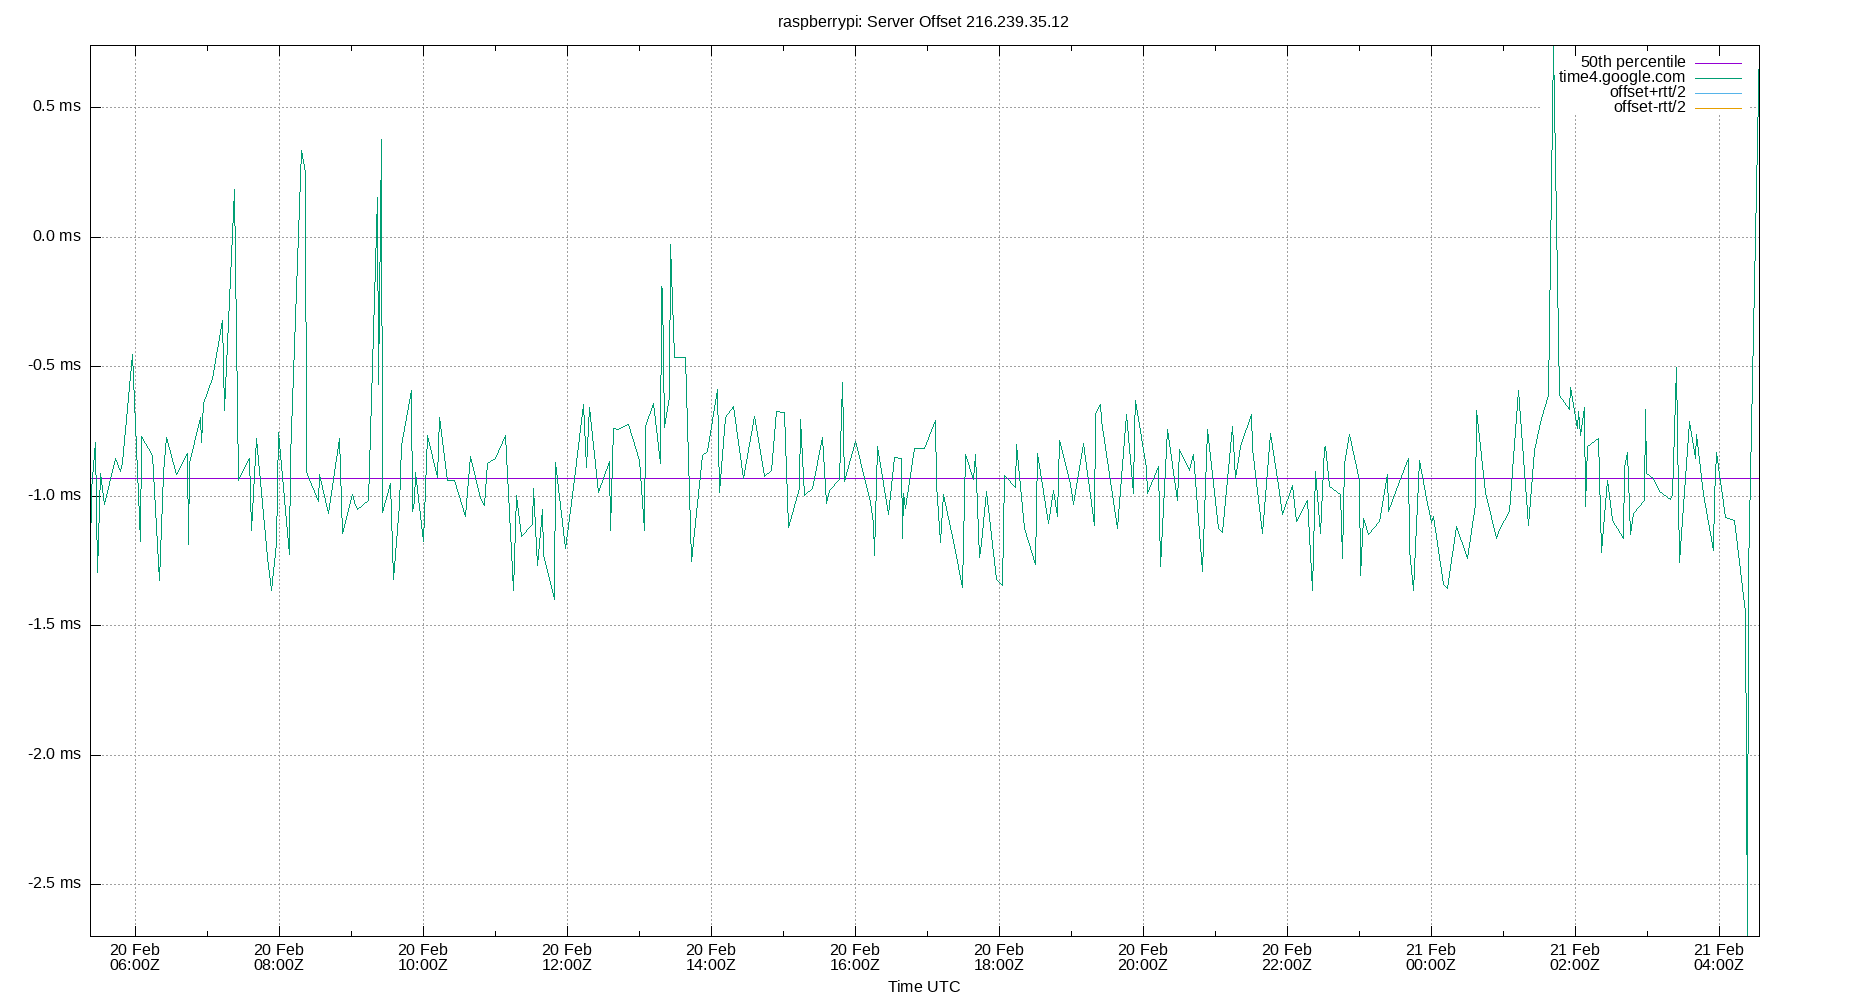 raspberrypi: Server Offset 216.239.35.12
50th percentile
time4.google.com
offset+rtt/2
offset-rtt/2
0.5 ms
0.0 ms
-0.5 ms
-1.0 ms
-1.5 ms
-2.0 ms
-2.5 ms
20 Feb 20 Feb 20 Feb 20 Feb 20 Feb 20 Feb 20 Feb 20 Feb 20 Feb 21 Feb 21 Feb 21 Feb
06:00Z 08:00Z 10:00Z 12:00Z 14:00Z 16:00Z 18:00Z 20:00Z 22:00Z 00:00Z 02:00Z 04:00Z
Time UTC